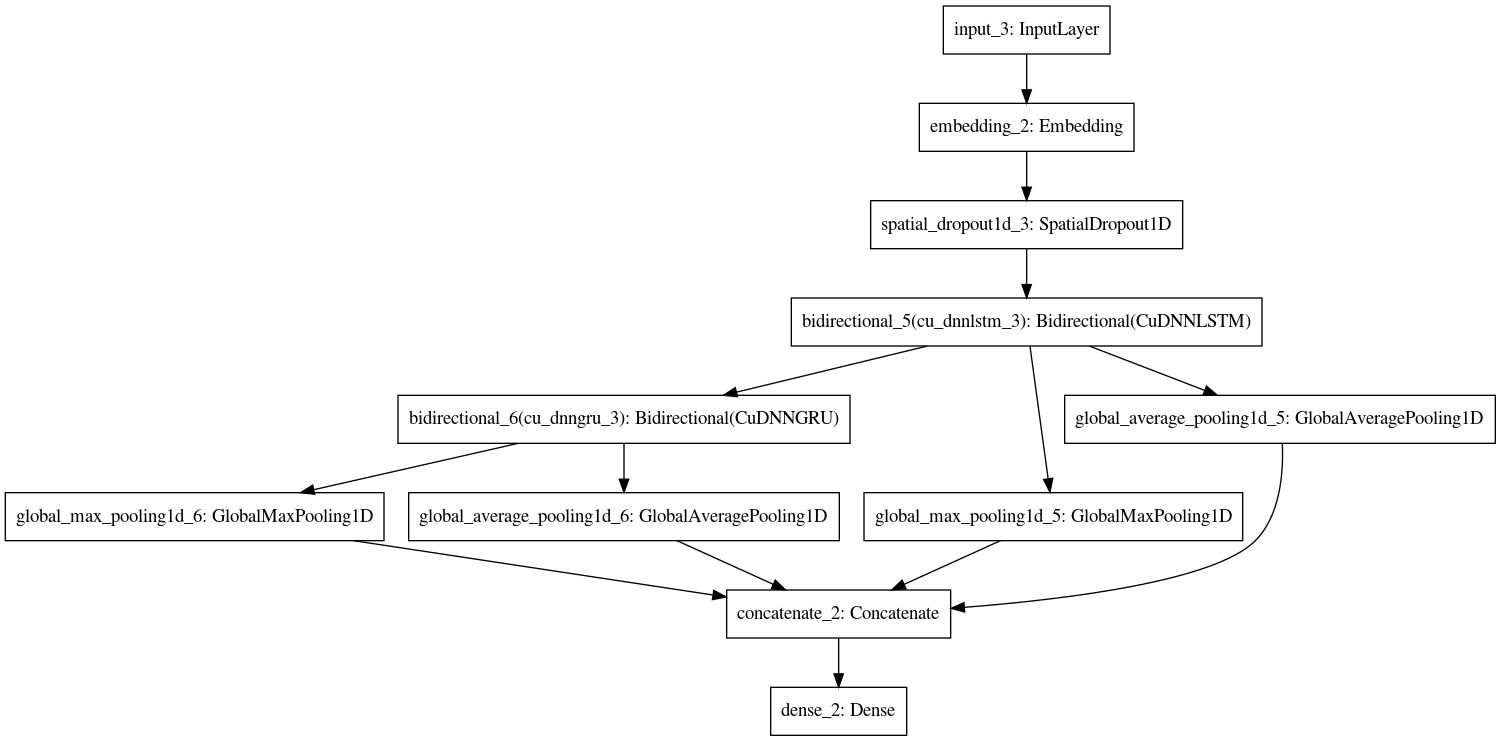 input_3: InputLayer
embedding_2: Embedding
spatial_dropout1d_3: SpatialDropout1D
bidirectional_5(cu_dnnlstm_3): Bidirectional(CuDNNLSTM)
bidirectional_6(cu_dnngru_3): Bidirectional(CuDNNGRU)
global_average_pooling1d_5: GlobalAveragePooling1D
global_max_pooling1d_6: GlobalMaxPooling1D
global_average_pooling1d_6: GlobalAveragePooling1D
global_max_pooling1d_5: GlobalMaxPooling1D
concatenate_2: Concatenate
dense_2: Dense